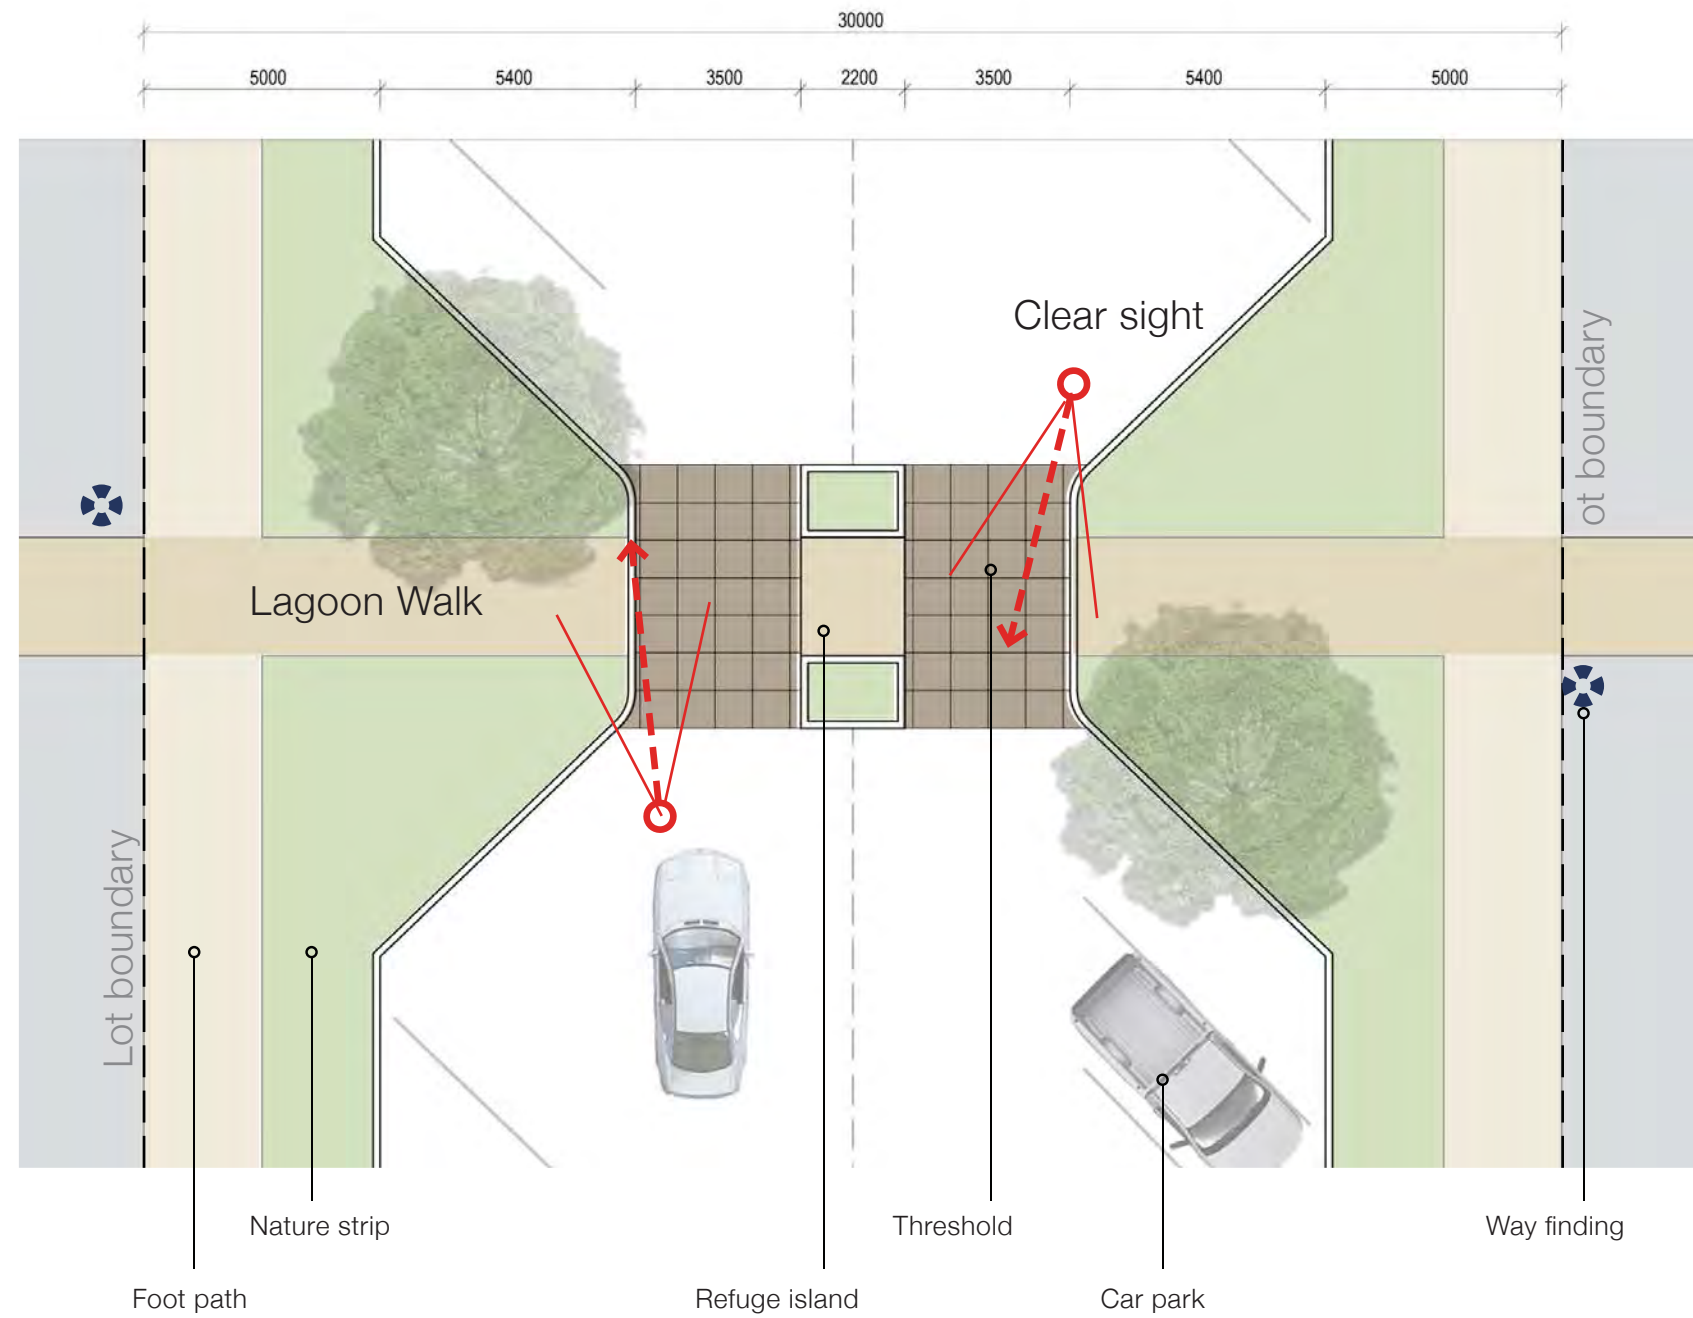 30000
5000 5400 3500 2200 3500 5400 5000
Clear sight
ot boundary
Lagoon Walk
Lot boundary
Nature strip
Threshold
Way finding
Foot path
Refuge island
Car park